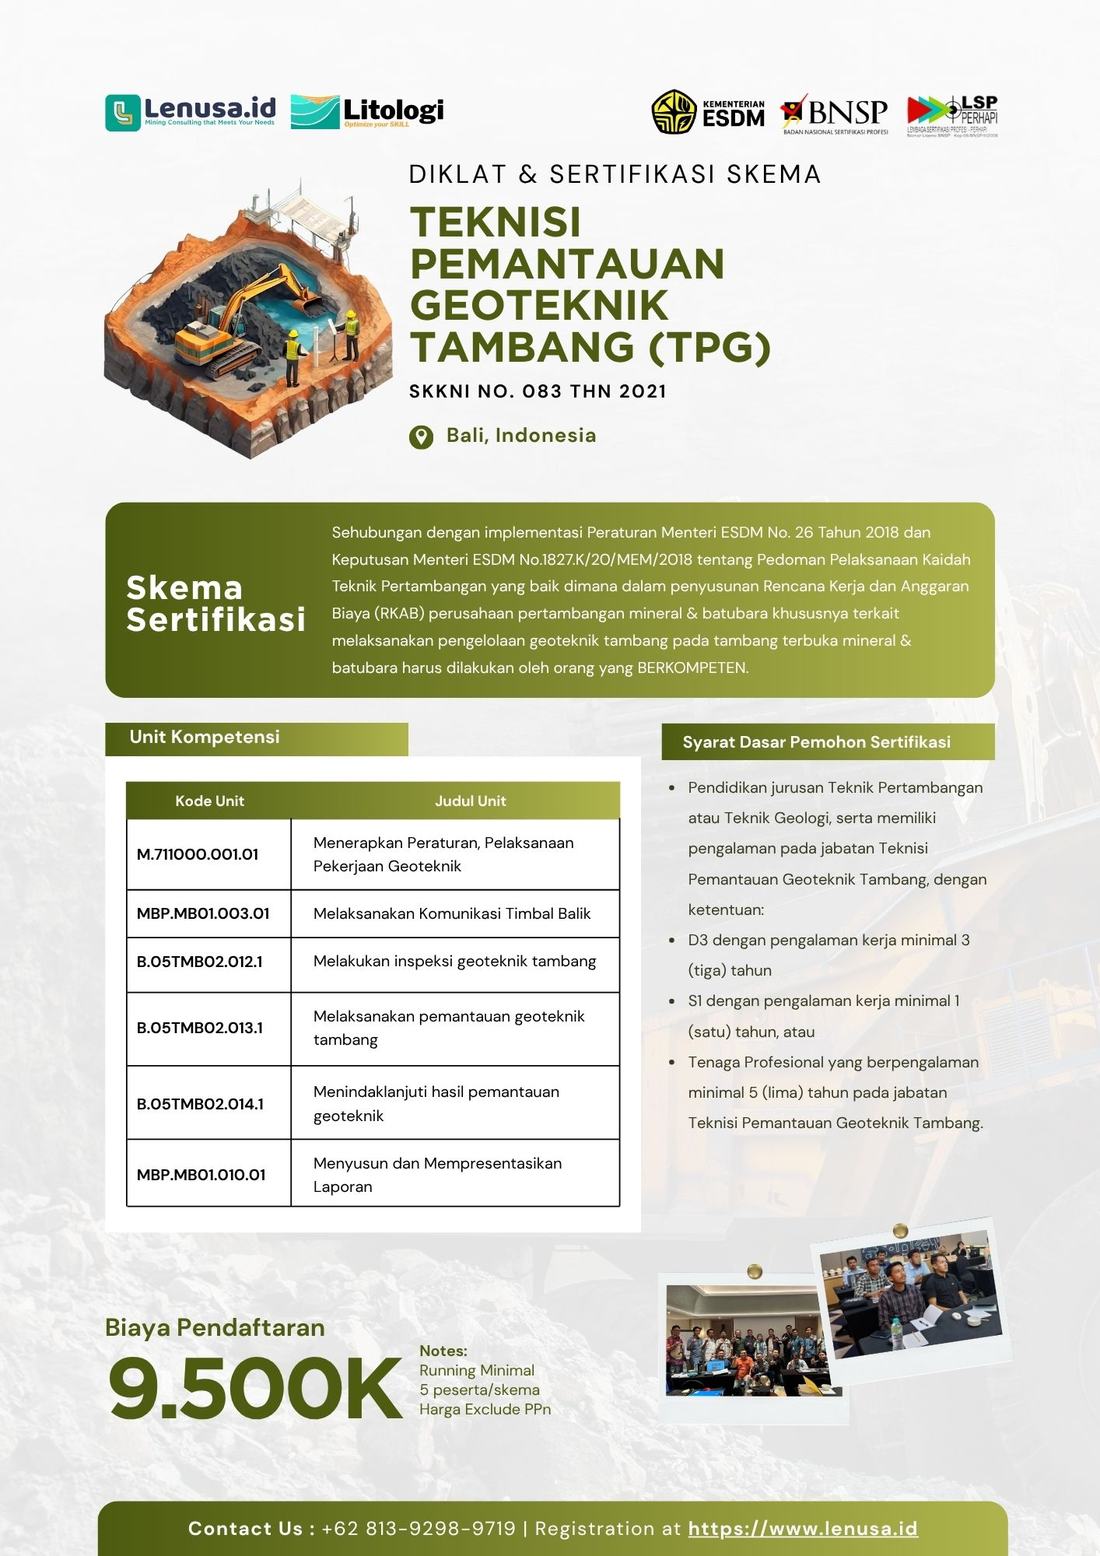 Lenusa.id
Mining Consulting that Meets Your Needs
Litologi
Optimize your SKILL
KEMENTERIAN
ESDM
BNSP
BADAN NASIONAL SERTIFIKASI PROFESI
LSP
PERHAPI
LEMBAGA SERTIFIKASI PROFESI - PERHAPI
DIKLAT & SERTIFIKASI SKEMA
TEKNISI
PEMANTAUAN
GEOTEKNIK
TAMBANG (TPG)
SKKNI NO. 083 THN 2021
Bali, Indonesia
Skema
Sertifikasi
Sehubungan dengan implementasi Peraturan Menteri ESDM No. 26 Tahun 2018 dan
Keputusan Menteri ESDM No.1827.K/20/MEM/2018 tentang Pedoman Pelaksanaan Kaidah
Teknik Pertambangan yang baik dimana dalam penyusunan Rencana Kerja dan Anggaran
Biaya (RKAB) perusahaan pertambangan mineral & batubara khususnya terkait
melaksanakan pengelolaan geoteknik tambang pada tambang terbuka mineral &
batubara harus dilakukan oleh orang yang BERKOMPETEN.
Unit Kompetensi
Kode Unit Judul Unit
M.711000.001.01 Menerapkan Peraturan, Pelaksanaan
Pekerjaan Geoteknik
MBP.MB01.003.01 Melaksanakan Komunikasi Timbal Balik
B.05TMB02.012.1 Melakukan inspeksi geoteknik tambang
B.05TMB02.013.1 Melaksanakan pemantauan geoteknik
tambang
B.05TMB02.014.1 Menindaklanjuti hasil pemantauan
geoteknik
MBP.MB01.010.01 Menyusun dan Mempresentasikan
Laporan
Syarat Dasar Pemohon Sertifikasi
• Pendidikan jurusan Teknik Pertambangan
atau Teknik Geologi, serta memiliki
pengalaman pada jabatan Teknisi
Pemantauan Geoteknik Tambang, dengan
ketentuan:
• D3 dengan pengalaman kerja minimal 3
(tiga) tahun
• S1 dengan pengalaman kerja minimal 1
(satu) tahun, atau
• Tenaga Profesional yang berpengalaman
minimal 5 (lima) tahun pada jabatan
Teknisi Pemantauan Geoteknik Tambang.
Biaya Pendaftaran
9.500K
Notes:
Running Minimal
5 peserta/skema
Harga Exclude PPn
Contact Us : +62 813-9298-9719 | Registration at https://www.lenusa.id